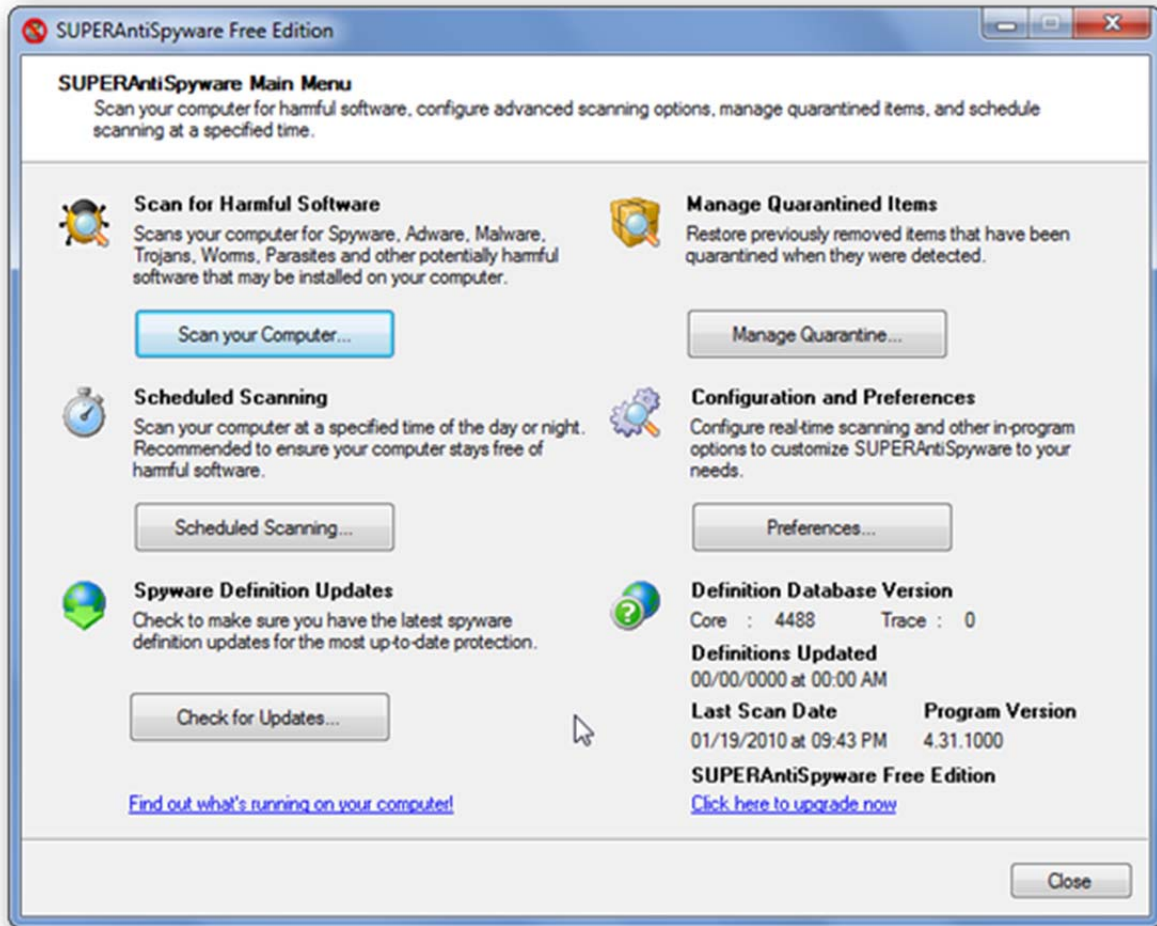 SUPERAntiSpyware Free Edition
SUPERAntiSpyware Main Menu
Scan your computer for harmful software, configure advanced scanning options, manage quarantined items, and schedule
scanning at a specified time.
Scan for Harmful Software
Scans your computer for Spyware, Adware, Malware,
Trojans, Worms, Parasites and other potentially harmful
software that may be installed on your computer.
Scan your Computer...
Manage Quarantined Items
Restore previously removed items that have been
quarantined when they were detected.
Manage Quarantine...
Scheduled Scanning
Scan your computer at a specified time of the day or night.
Recommended to ensure your computer stays free of
harmful software.
Scheduled Scanning...
Configuration and Preferences
Configure real-time scanning and other in-program
options to customize SUPERAntiSpyware to your
needs.
Preferences...
Spyware Definition Updates
Check to make sure you have the latest spyware
definition updates for the most up-to-date protection.
Check for Updates...
Find out what's running on your computer!
Definition Database Version
Core : 4488 Trace : 0
Definitions Updated
00/00/0000 at 00:00 AM
Last Scan Date Program Version
01/19/2010 at 09:43 PM 4.31.1000
SUPERAntiSpyware Free Edition
Click here to upgrade now
Close